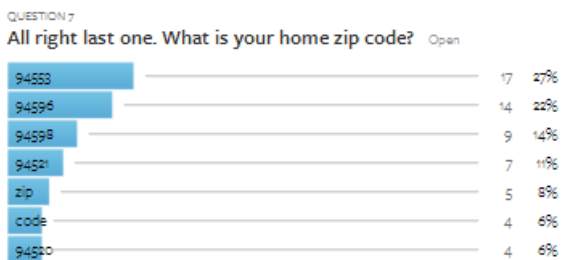 QUESTION 7
All right last one. What is your home zip code? Open
94553 17 27%
94596 14 22%
94598 9 14%
94521 7 11%
zip 5 8%
code 4 6%
94520 4 6%